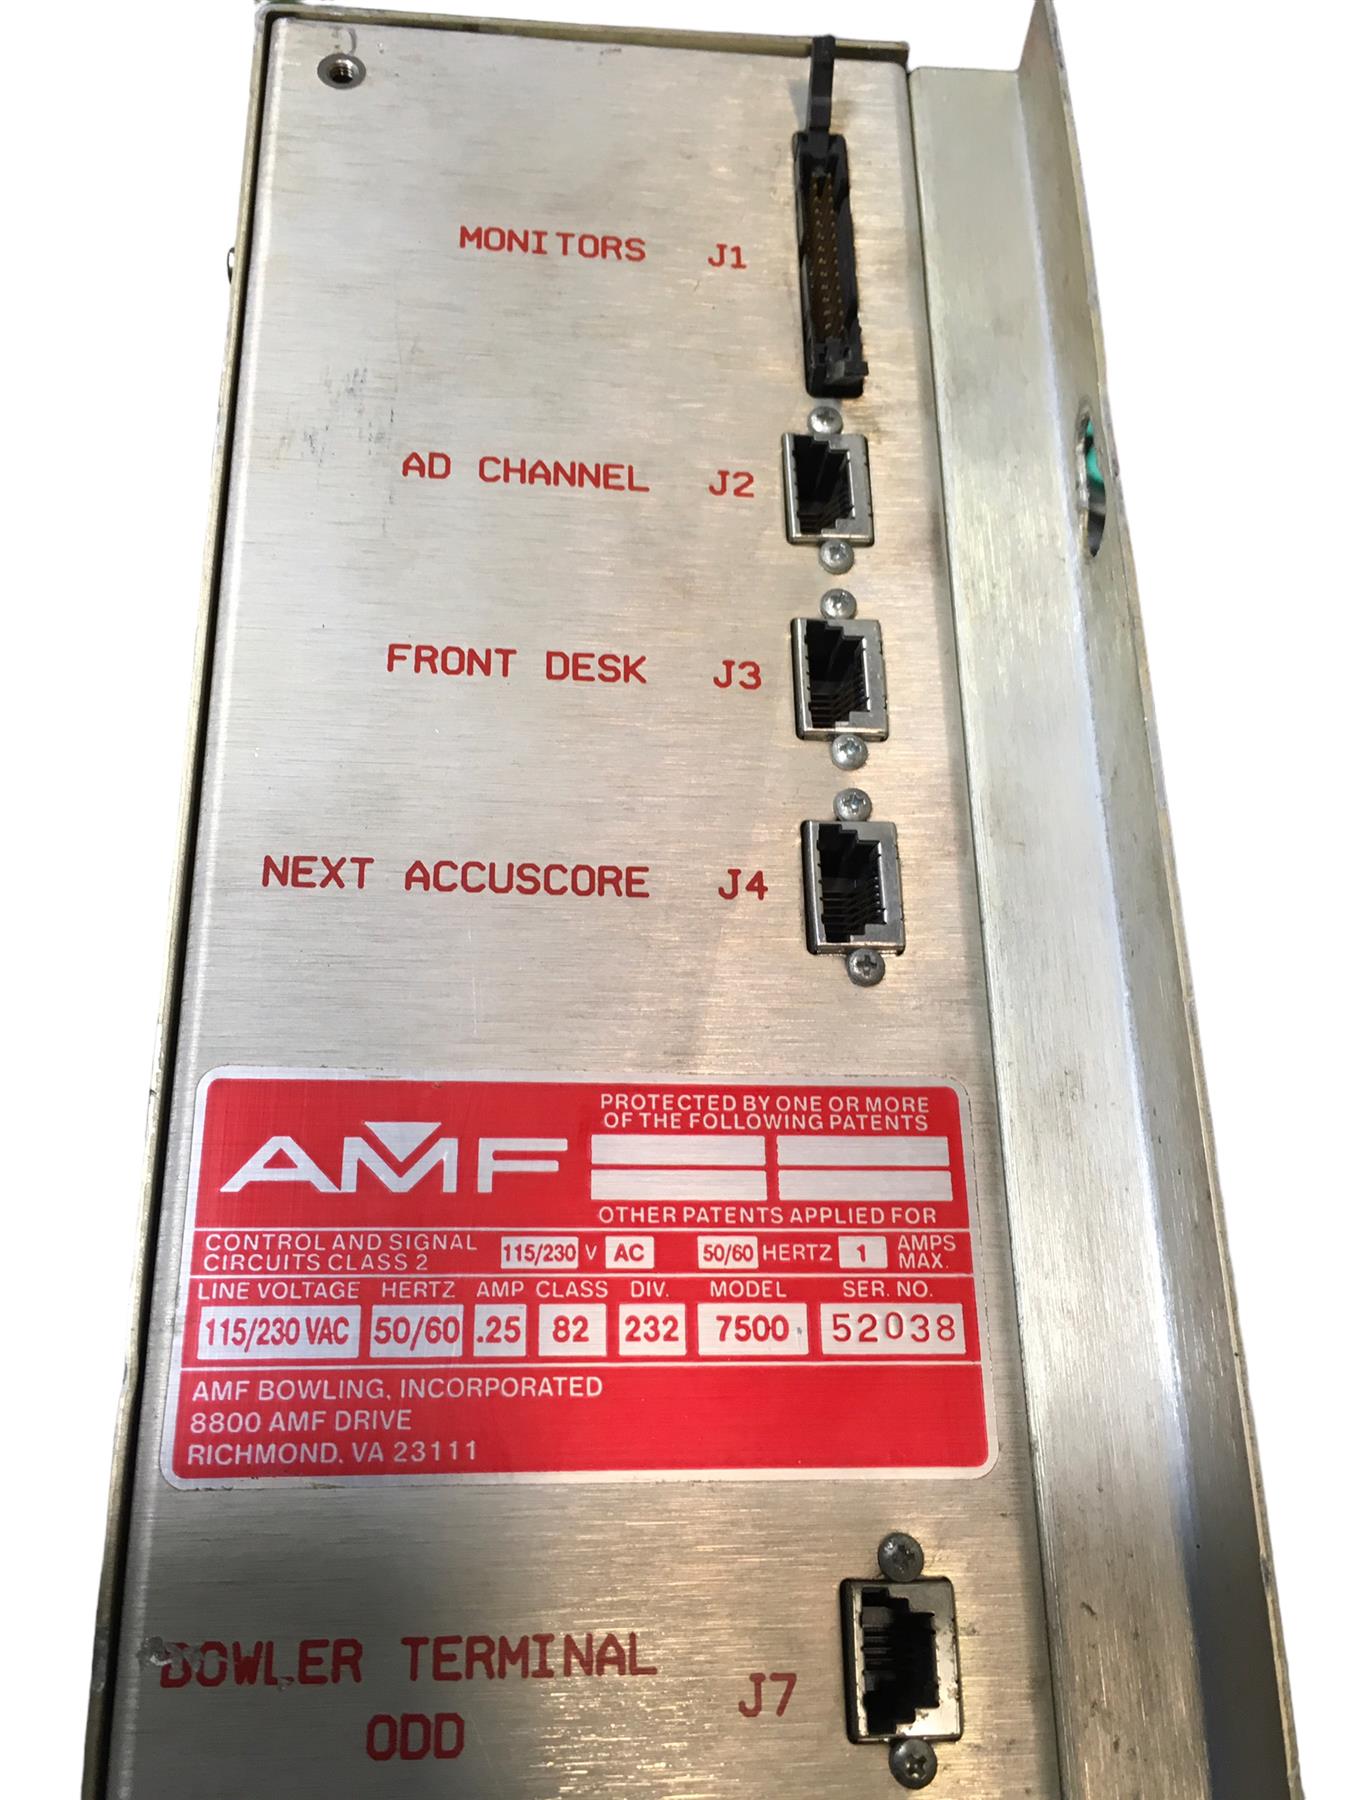 MONITORS J1
AD CHANNEL J2
FRONT DESK J3
NEXT ACCUSCORE J4
AMF
PROTECTED BY ONE OR MORE
OF THE FOLLOWING PATENTS
OTHER PATENTS APPLIED FOR
CONTROL AND SIGNAL
CIRCUITS CLASS 2
115/230 V AC 50/60 HERTZ 1 AMPS
MAX.
LINE VOLTAGE HERTZ AMP CLASS DIV. MODEL SER. NO.
115/230 VAC 50/60 .25 82 232 7500 52038
AMF BOWLING, INCORPORATED
8800 AMF DRIVE
RICHMOND, VA 23111
BOWLER TERMINAL
ODD
J7